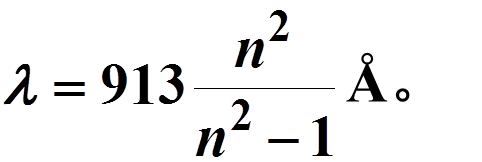 λ = 913 n² / (n² − 1) Å。